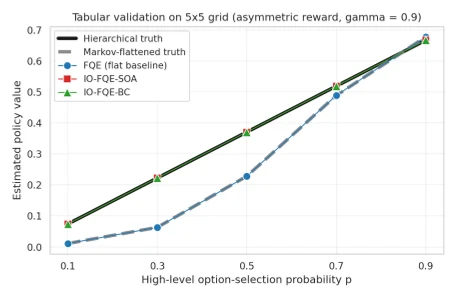 Tabular validation on 5x5 grid (asymmetric reward, gamma = 0.9)
Hierarchical truth
Markov-flattened truth
FQE (flat baseline)
IO-FQE-SOA
IO-FQE-BC
Estimated policy value
0.7
0.6
0.5
0.4
0.3
0.2
0.1
0.0
0.1 0.3 0.5 0.7 0.9
High-level option-selection probability p